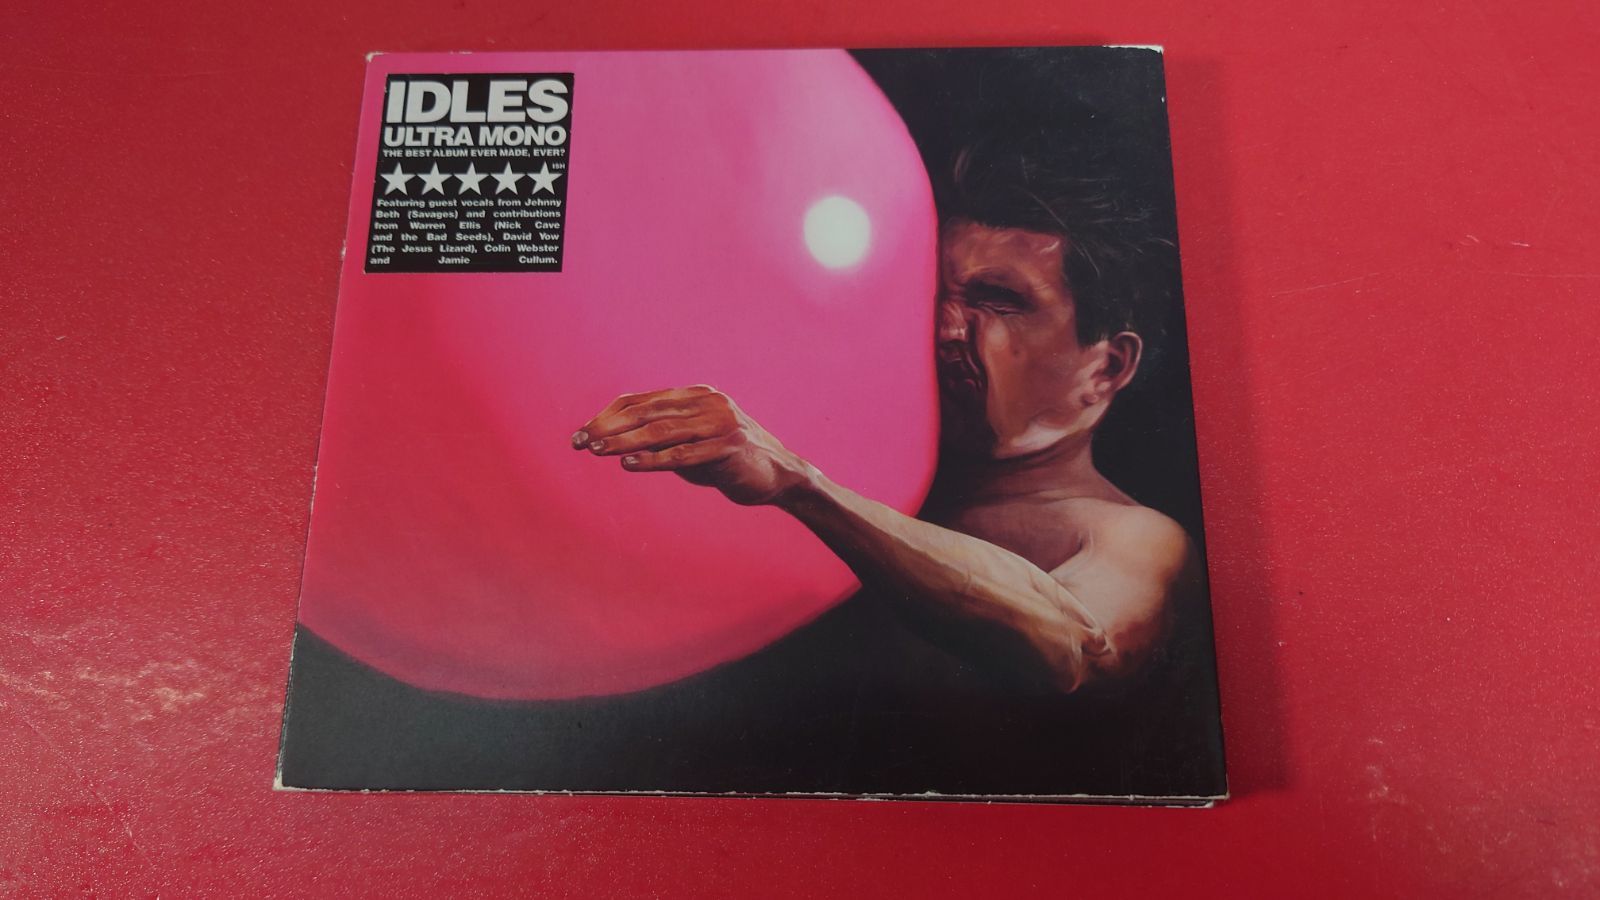 IDLES
ULTRA MONO
THE BEST ALBUM EVER MADE, EVER?
ISH
Featuring guest vocals from Jehnny
Beth (Savages) and contributions
from Warren Ellis (Nick Cave
and the Bad Seeds), David Yow
(The Jesus Lizard), Colin Webster
and Jamie Cullum.